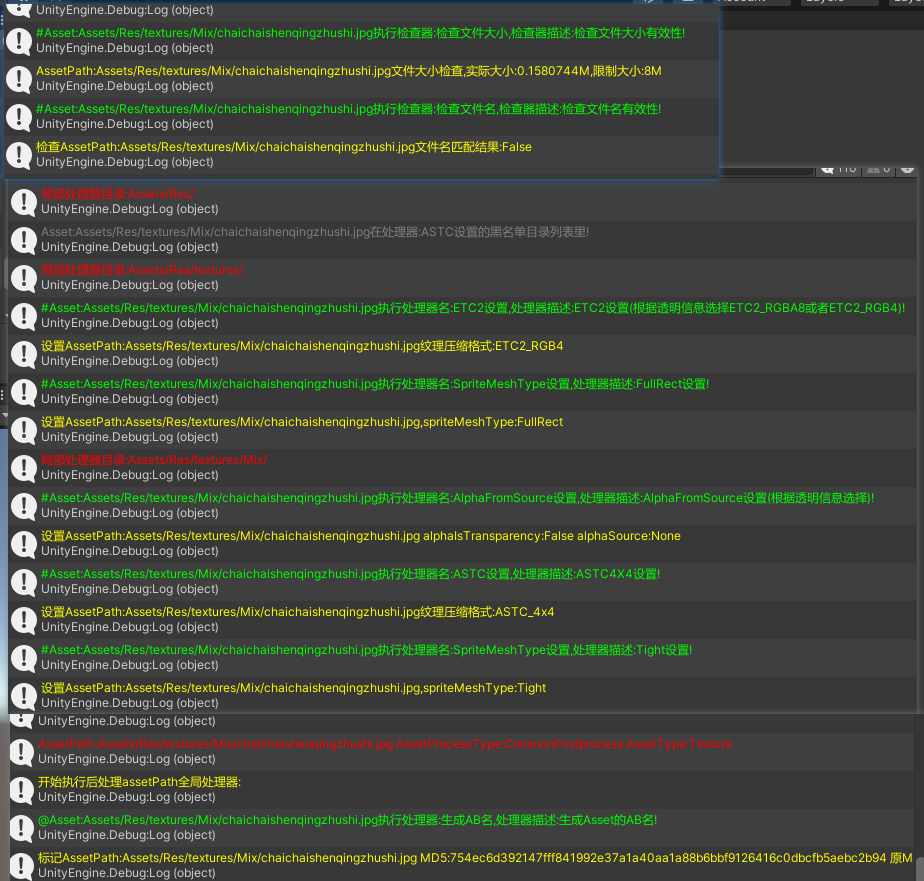 UnityEngine.Debug:Log (object)
#Asset:Assets/Res/textures/Mix/chaichaishenqingzhushi.jpg执行检查器:检查文件大小,检查器描述:检查文件大小有效性!
UnityEngine.Debug:Log (object)
AssetPath:Assets/Res/textures/Mix/chaichaishenqingzhushi.jpg文件大小检查,实际大小:0.1580744M,限制大小:8M
UnityEngine.Debug:Log (object)
#Asset:Assets/Res/textures/Mix/chaichaishenqingzhushi.jpg执行检查器:检查文件名,检查器描述:检查文件名有效性!
UnityEngine.Debug:Log (object)
检查AssetPath:Assets/Res/textures/Mix/chaichaishenqingzhushi.jpg文件名匹配结果:False
UnityEngine.Debug:Log (object)
110
0
局部处理器目录:Assets/Res/
UnityEngine.Debug:Log (object)
Asset:Assets/Res/textures/Mix/chaichaishenqingzhushi.jpg在处理器:ASTC设置的黑名单目录列表里!
UnityEngine.Debug:Log (object)
局部处理器目录:Assets/Res/textures/
UnityEngine.Debug:Log (object)
#Asset:Assets/Res/textures/Mix/chaichaishenqingzhushi.jpg执行处理器名:ETC2设置,处理器描述:ETC2设置(根据透明信息选择ETC2_RGBA8或者ETC2_RGB4)!
UnityEngine.Debug:Log (object)
设置AssetPath:Assets/Res/textures/Mix/chaichaishenqingzhushi.jpg纹理压缩格式:ETC2_RGB4
UnityEngine.Debug:Log (object)
#Asset:Assets/Res/textures/Mix/chaichaishenqingzhushi.jpg执行处理器名:SpriteMeshType设置,处理器描述:FullRect设置!
UnityEngine.Debug:Log (object)
设置AssetPath:Assets/Res/textures/Mix/chaichaishenqingzhushi.jpg,spriteMeshType:FullRect
UnityEngine.Debug:Log (object)
局部处理器目录:Assets/Res/textures/Mix/
UnityEngine.Debug:Log (object)
#Asset:Assets/Res/textures/Mix/chaichaishenqingzhushi.jpg执行处理器名:AlphaFromSource设置,处理器描述:AlphaFromSource设置(根据透明信息选择)!
UnityEngine.Debug:Log (object)
设置AssetPath:Assets/Res/textures/Mix/chaichaishenqingzhushi.jpg alphaIsTransparency:False alphaSource:None
UnityEngine.Debug:Log (object)
#Asset:Assets/Res/textures/Mix/chaichaishenqingzhushi.jpg执行处理器名:ASTC设置,处理器描述:ASTC4X4设置!
UnityEngine.Debug:Log (object)
设置AssetPath:Assets/Res/textures/Mix/chaichaishenqingzhushi.jpg纹理压缩格式:ASTC_4x4
UnityEngine.Debug:Log (object)
#Asset:Assets/Res/textures/Mix/chaichaishenqingzhushi.jpg执行处理器名:SpriteMeshType设置,处理器描述:Tight设置!
UnityEngine.Debug:Log (object)
设置AssetPath:Assets/Res/textures/Mix/chaichaishenqingzhushi.jpg,spriteMeshType:Tight
UnityEngine.Debug:Log (object)
UnityEngine.Debug:Log (object)
AssetPath:Assets/Res/textures/Mix/chaichaishenqingzhushi.jpg AssetProcessType:CommonPostprocess AssetType:Texture
UnityEngine.Debug:Log (object)
开始执行后处理assetPath全局处理器:
UnityEngine.Debug:Log (object)
@Asset:Assets/Res/textures/Mix/chaichaishenqingzhushi.jpg执行处理器:生成AB名,处理器描述:生成Asset的AB名!
UnityEngine.Debug:Log (object)
标记AssetPath:Assets/Res/textures/Mix/chaichaishenqingzhushi.jpg MD5:754ec6d392147fff841992e37a1a40aa1a88b6bbf9126416c0dbcfb5aebc2b94 原M
UnityEngine.Debug:Log (object)